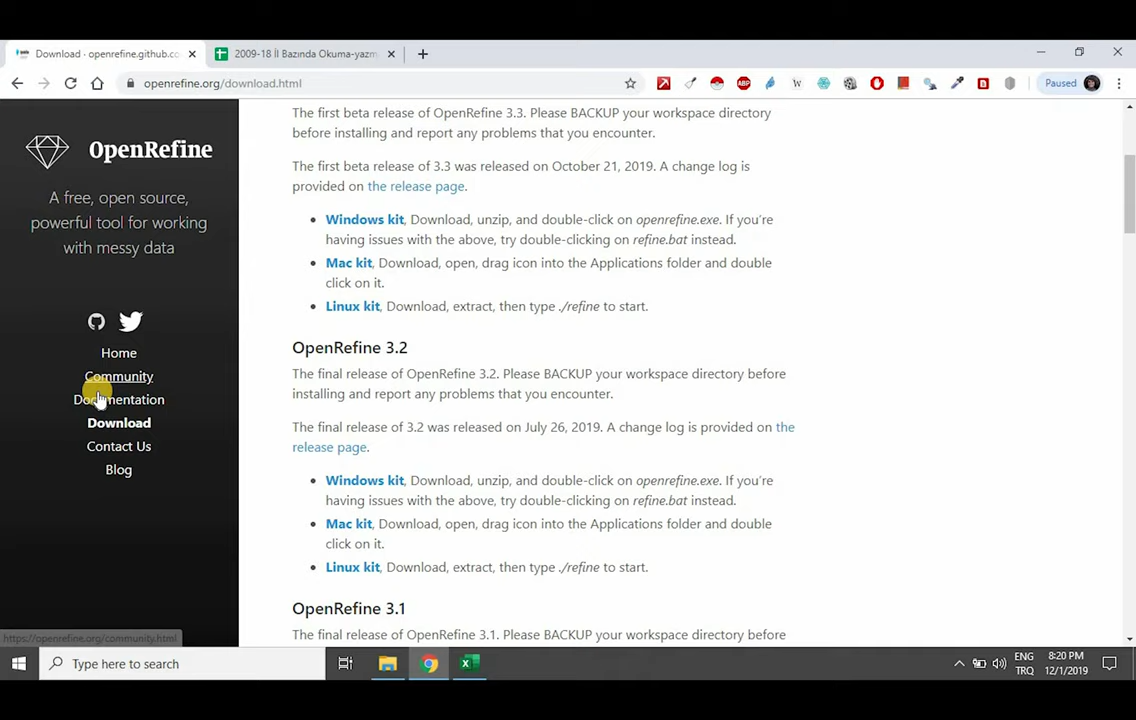 Download · openrefine.github.co
2009-18 İl Bazında Okuma-yazm
openrefine.org/download.html
ABP
W
Paused
OpenRefine
A free, open source,
powerful tool for working
with messy data
Home
Community
Documentation
Download
Contact Us
Blog
https://openrefine.org/community.html
The first beta release of OpenRefine 3.3. Please BACKUP your workspace directory
before installing and report any problems that you encounter.
The first beta release of 3.3 was released on October 21, 2019. A change log is
provided on the release page.
• Windows kit, Download, unzip, and double-click on openrefine.exe. If you're
having issues with the above, try double-clicking on refine.bat instead.
• Mac kit, Download, open, drag icon into the Applications folder and double
click on it.
• Linux kit, Download, extract, then type ./refine to start.
OpenRefine 3.2
The final release of OpenRefine 3.2. Please BACKUP your workspace directory before
installing and report any problems that you encounter.
The final release of 3.2 was released on July 26, 2019. A change log is provided on the
release page.
• Windows kit, Download, unzip, and double-click on openrefine.exe. If you're
having issues with the above, try double-clicking on refine.bat instead.
• Mac kit, Download, open, drag icon into the Applications folder and double
click on it.
• Linux kit, Download, extract, then type ./refine to start.
OpenRefine 3.1
The final release of OpenRefine 3.1. Please BACKUP your workspace directory before
Type here to search
ENG
TRQ
8:20 PM
12/1/2019